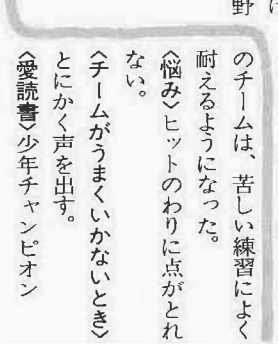 野け
のチームは、苦しい練習によく
耐えるようになった。
〈悩み〉ヒットのわりに点がとれ
ない。
〈チームがうまくいかないとき〉
とにかく声を出す。
〈愛読書〉少年チャンピオン